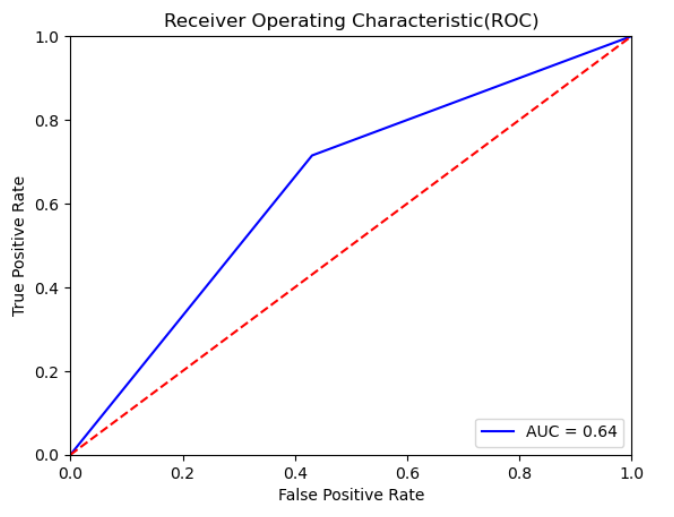 Receiver Operating Characteristic(ROC)
1.0
0.8
0.6
0.4
0.2
0.0
True Positive Rate
AUC = 0.64
0.0 0.2 0.4 0.6 0.8 1.0
False Positive Rate